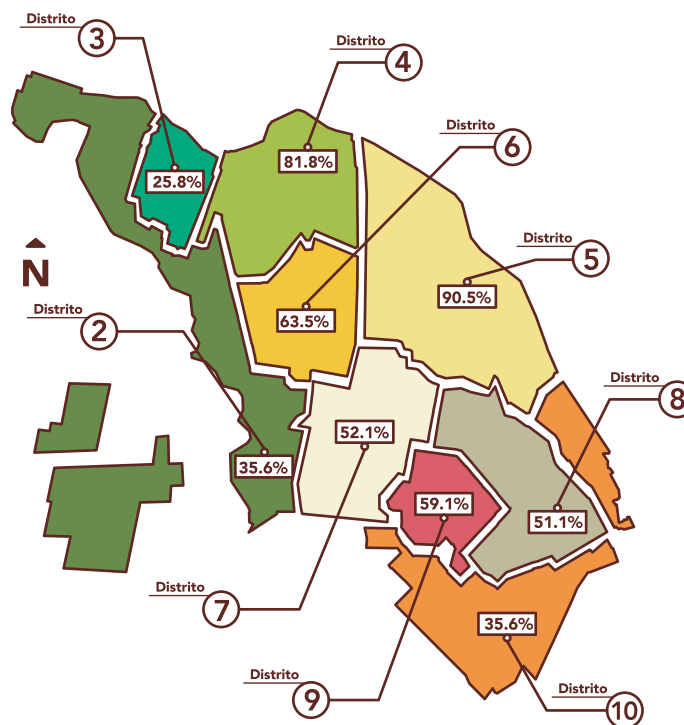 Distrito
3
Distrito
4
81.8%
Distrito
6
25.8%
Distrito
5
N
90.5%
Distrito
2
63.5%
Distrito
8
52.1%
35.6%
59.1%
51.1%
Distrito
7
35.6%
Distrito
9
Distrito
10